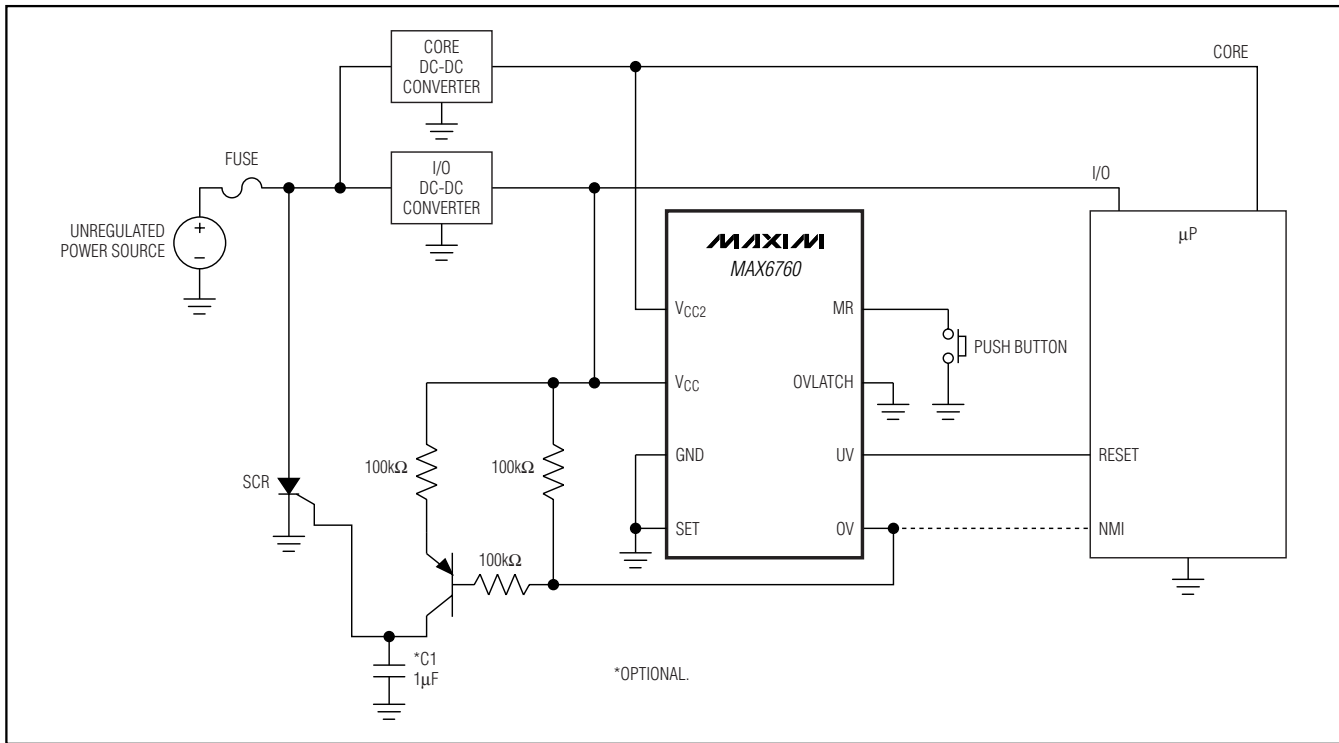 CORE
DC-DC
CONVERTER
CORE
FUSE
I/O
DC-DC
CONVERTER
I/O
UNREGULATED
POWER SOURCE
+
−
MAXIM
MAX6760
μP
VCC2
MR
PUSH BUTTON
VCC
OVLATCH
100kΩ
100kΩ
GND
UV
RESET
SCR
SET
OV
NMI
100kΩ
*C1
1μF
*OPTIONAL.